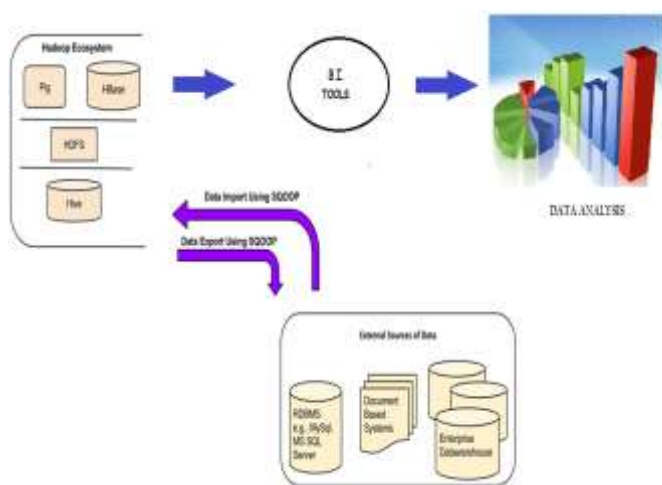 Hadoop Ecosystem
Pig
HBase
HDFS
Hive
B I
TOOLS
DATA ANALYSIS
Data Import Using SQOOP
Data Export Using SQOOP
External Sources of Data
RDBMS
e.g. .MySql,
MS SQL
Server
Document
Based
Systems
Enterprise
Datawarehouse